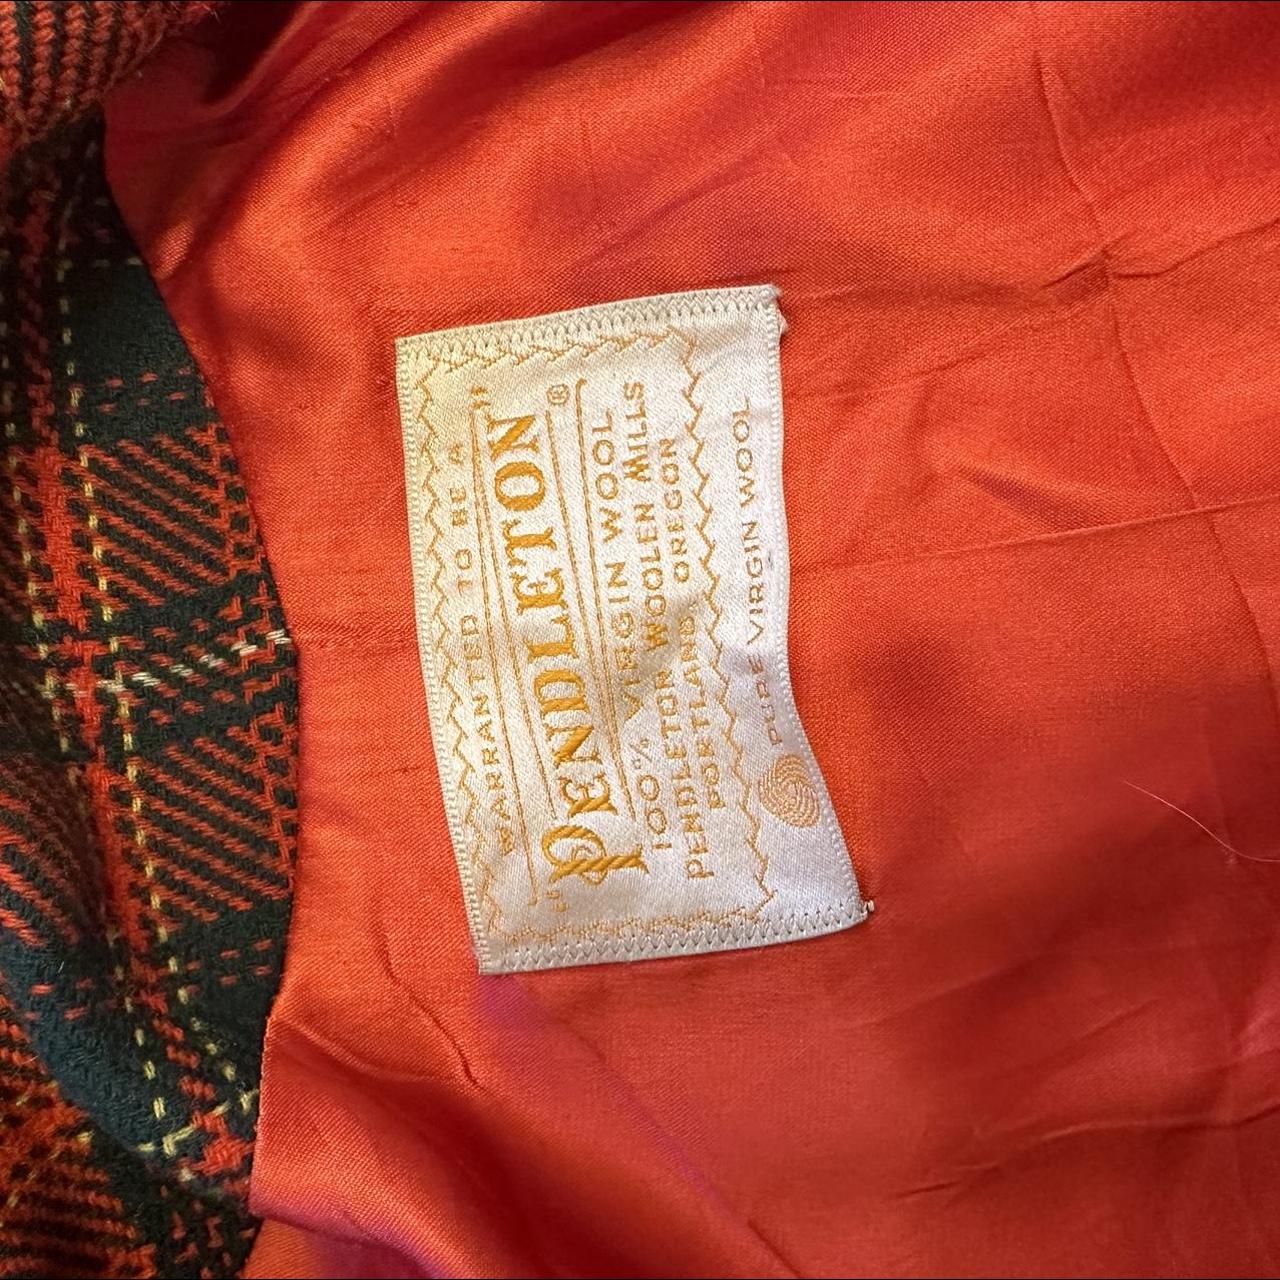 WARRANTED TO BE A
"PENDLETON" ®
100% VIRGIN WOOL
PENDLETON WOOLEN MILLS
PORTLAND, OREGON
PURE VIRGIN WOOL